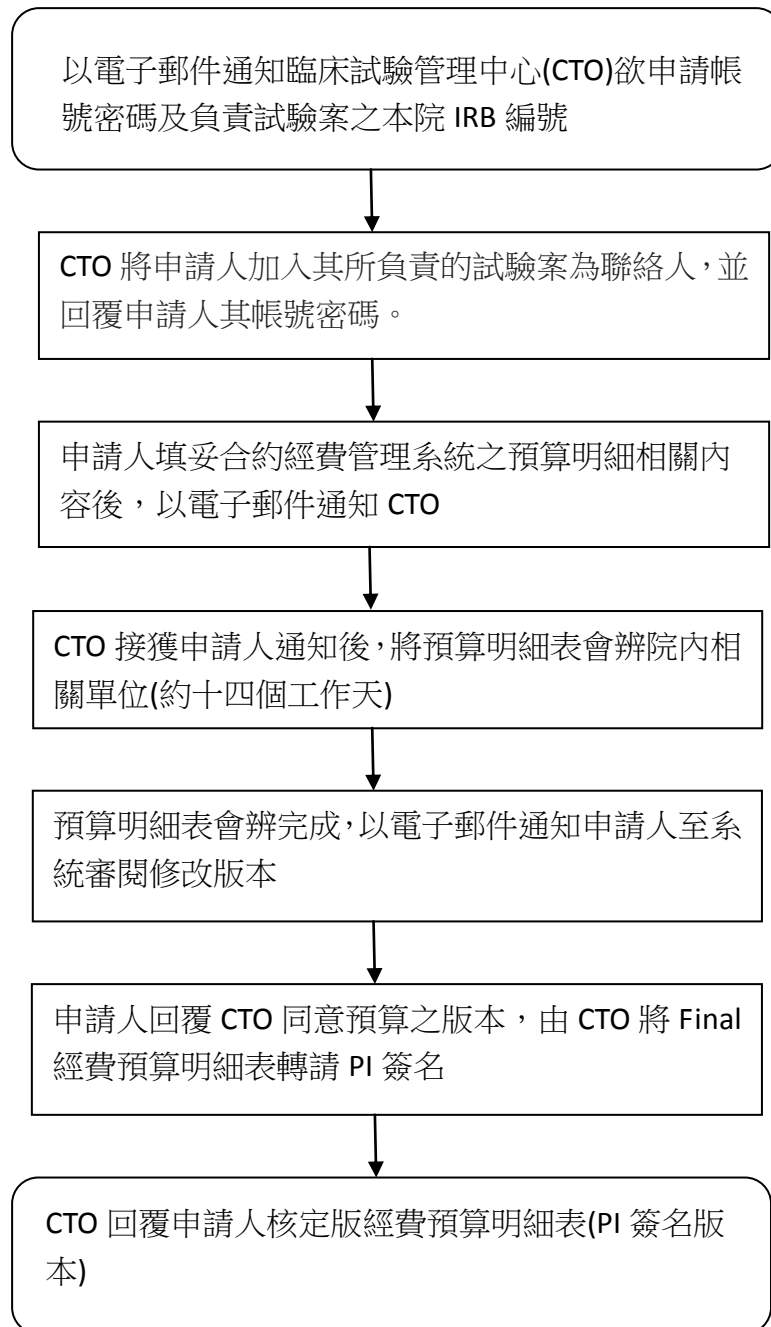 以電子郵件通知臨床試驗管理中心(CTO)欲申請帳
號密碼及負責試驗案之本院 IRB 編號
CTO 將申請人加入其所負責的試驗案為聯絡人，並
回覆申請人其帳號密碼。
申請人填妥合約經費管理系統之預算明細相關內
容後，以電子郵件通知 CTO
CTO 接獲申請人通知後，將預算明細表會辨院內相
關單位(約十四個工作天)
預算明細表會辨完成，以電子郵件通知申請人至系
統審閱修改版本
申請人回覆 CTO 同意預算之版本，由 CTO 將 Final
經費預算明細表轉請 PI 簽名
CTO 回覆申請人核定版經費預算明細表(PI 簽名版
本)